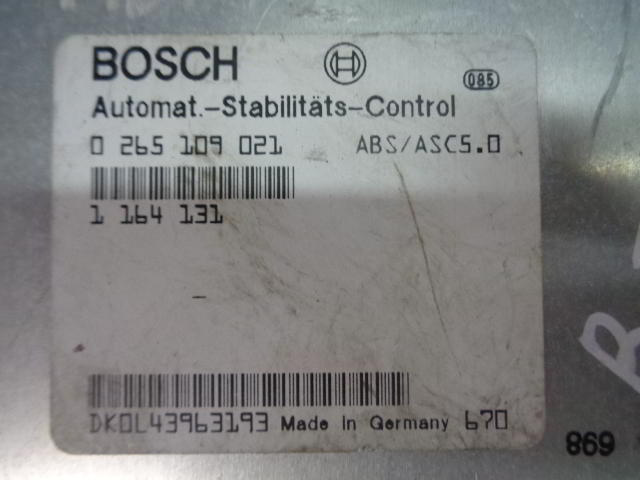 BOSCH
085
Automat.-Stabilitäts-Control
0 265 109 021 ABS/ASC5.0
1 164 131
DK0L43963193 Made in Germany 670
869